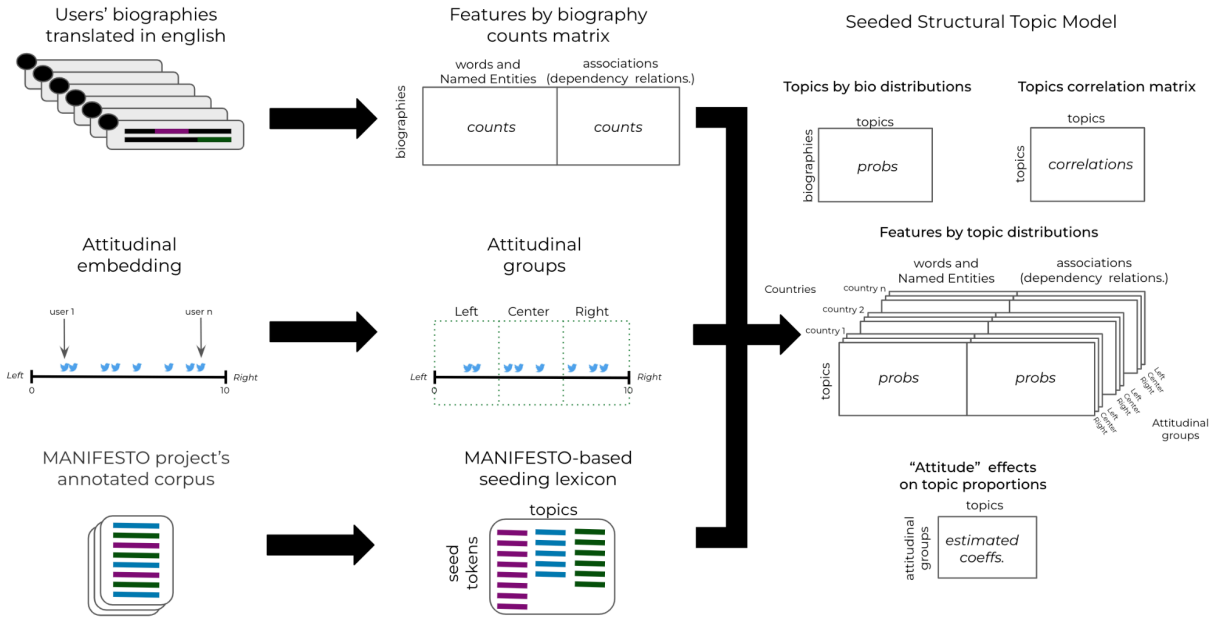 Users' biographies
translated in english
Features by biography
counts matrix
words and
Named Entities
associations
(dependency relations.)
biographies
counts
counts
Seeded Structural Topic Model
Topics by bio distributions
topics
biographies
probs
Topics correlation matrix
topics
topics
correlations
Attitudinal
embedding
user 1
user n
Left
0
10
Right
Attitudinal
groups
Left
Center
Right
Left
0
10
Right
Features by topic distributions
words and
Named Entities
associations
(dependency relations.)
Countries
country n
country 2
country 1
topics
probs
probs
Left
Center
Right
Left
Center
Right
Left
Center
Right
Attitudinal
groups
MANIFESTO project's
annotated corpus
MANIFESTO-based
seeding lexicon
topics
seed
tokens
“Attitude” effects
on topic proportions
topics
attitudinal
groups
estimated
coeffs.